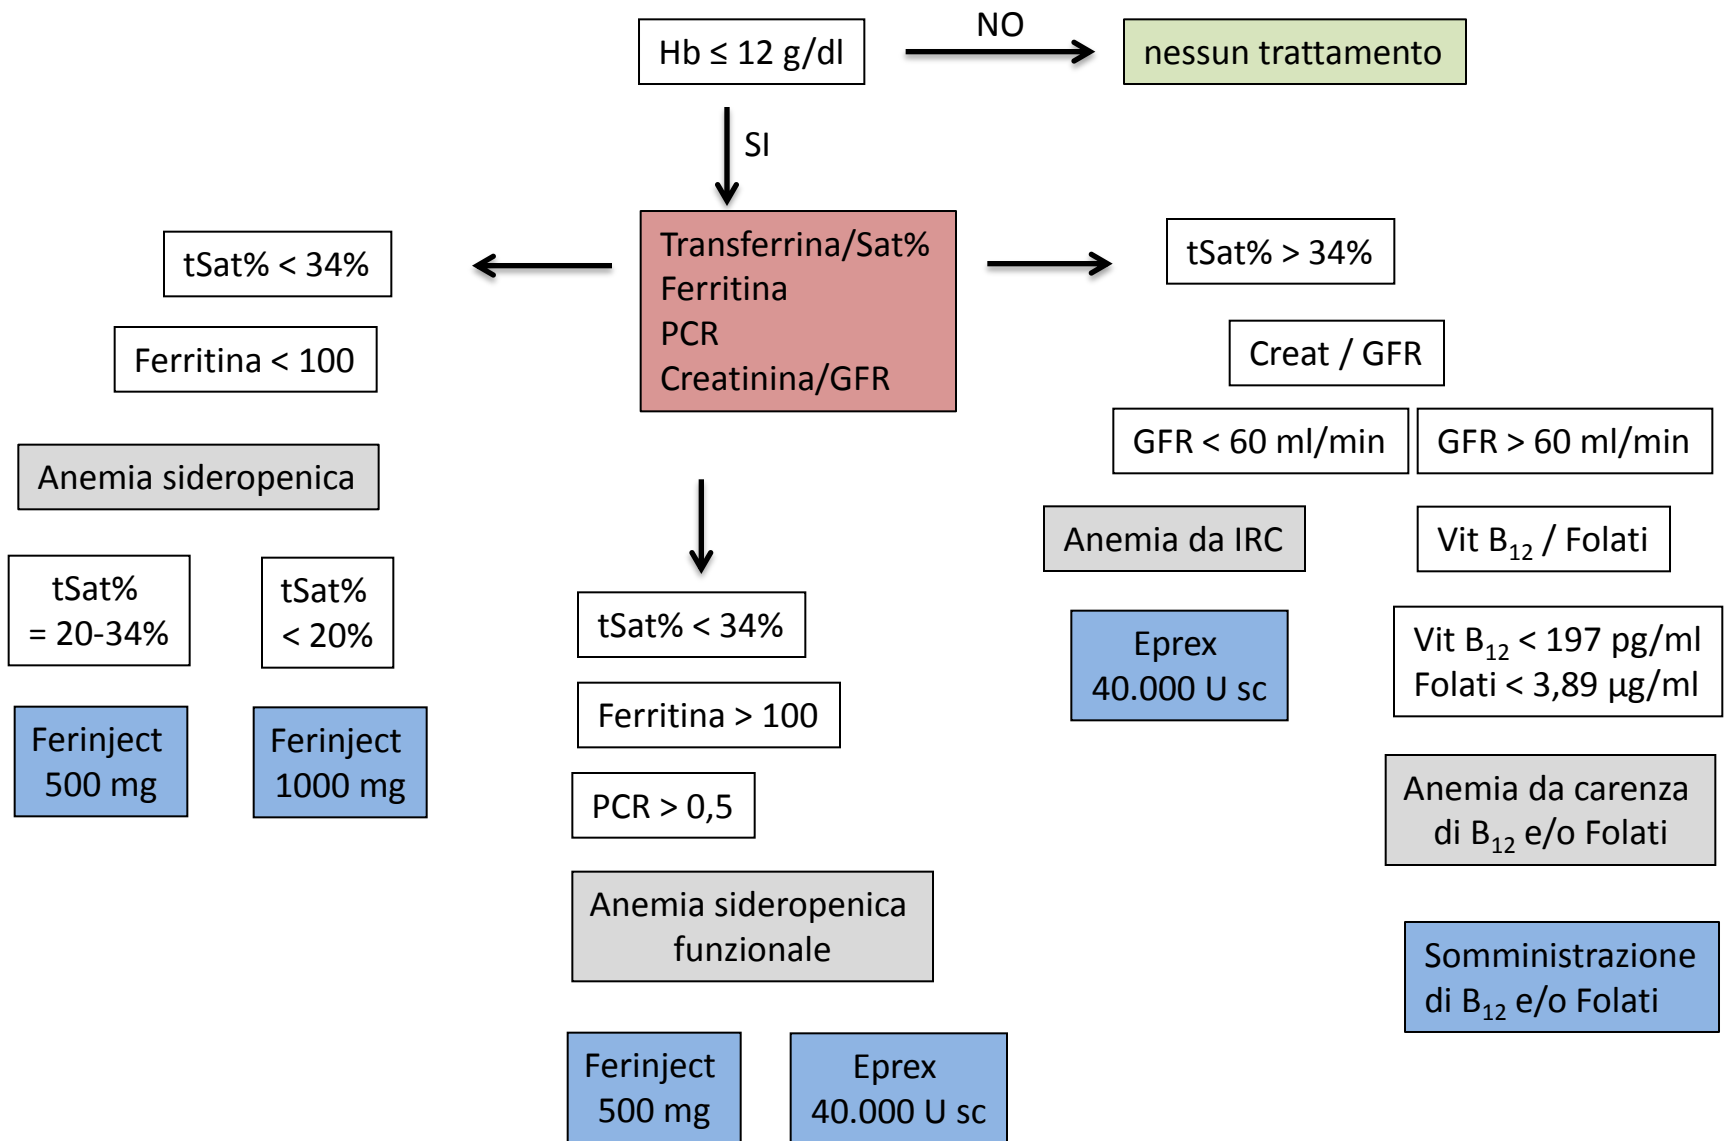 Hb ≤ 12 g/dl
NO
nessun trattamento
SI
Transferrina/Sat%
Ferritina
PCR
Creatinina/GFR
tSat% < 34%
Ferritina < 100
Anemia sideropenica
tSat%
= 20-34%
tSat%
< 20%
Ferinject
500 mg
Ferinject
1000 mg
tSat% < 34%
Ferritina > 100
PCR > 0,5
Anemia sideropenica
funzionale
Ferinject
500 mg
Eprex
40.000 U sc
tSat% > 34%
Creat / GFR
GFR < 60 ml/min
GFR > 60 ml/min
Anemia da IRC
Eprex
40.000 U sc
Vit B₁₂ / Folati
Vit B₁₂ < 197 pg/ml
Folati < 3,89 µg/ml
Anemia da carenza
di B₁₂ e/o Folati
Somministrazione
di B₁₂ e/o Folati